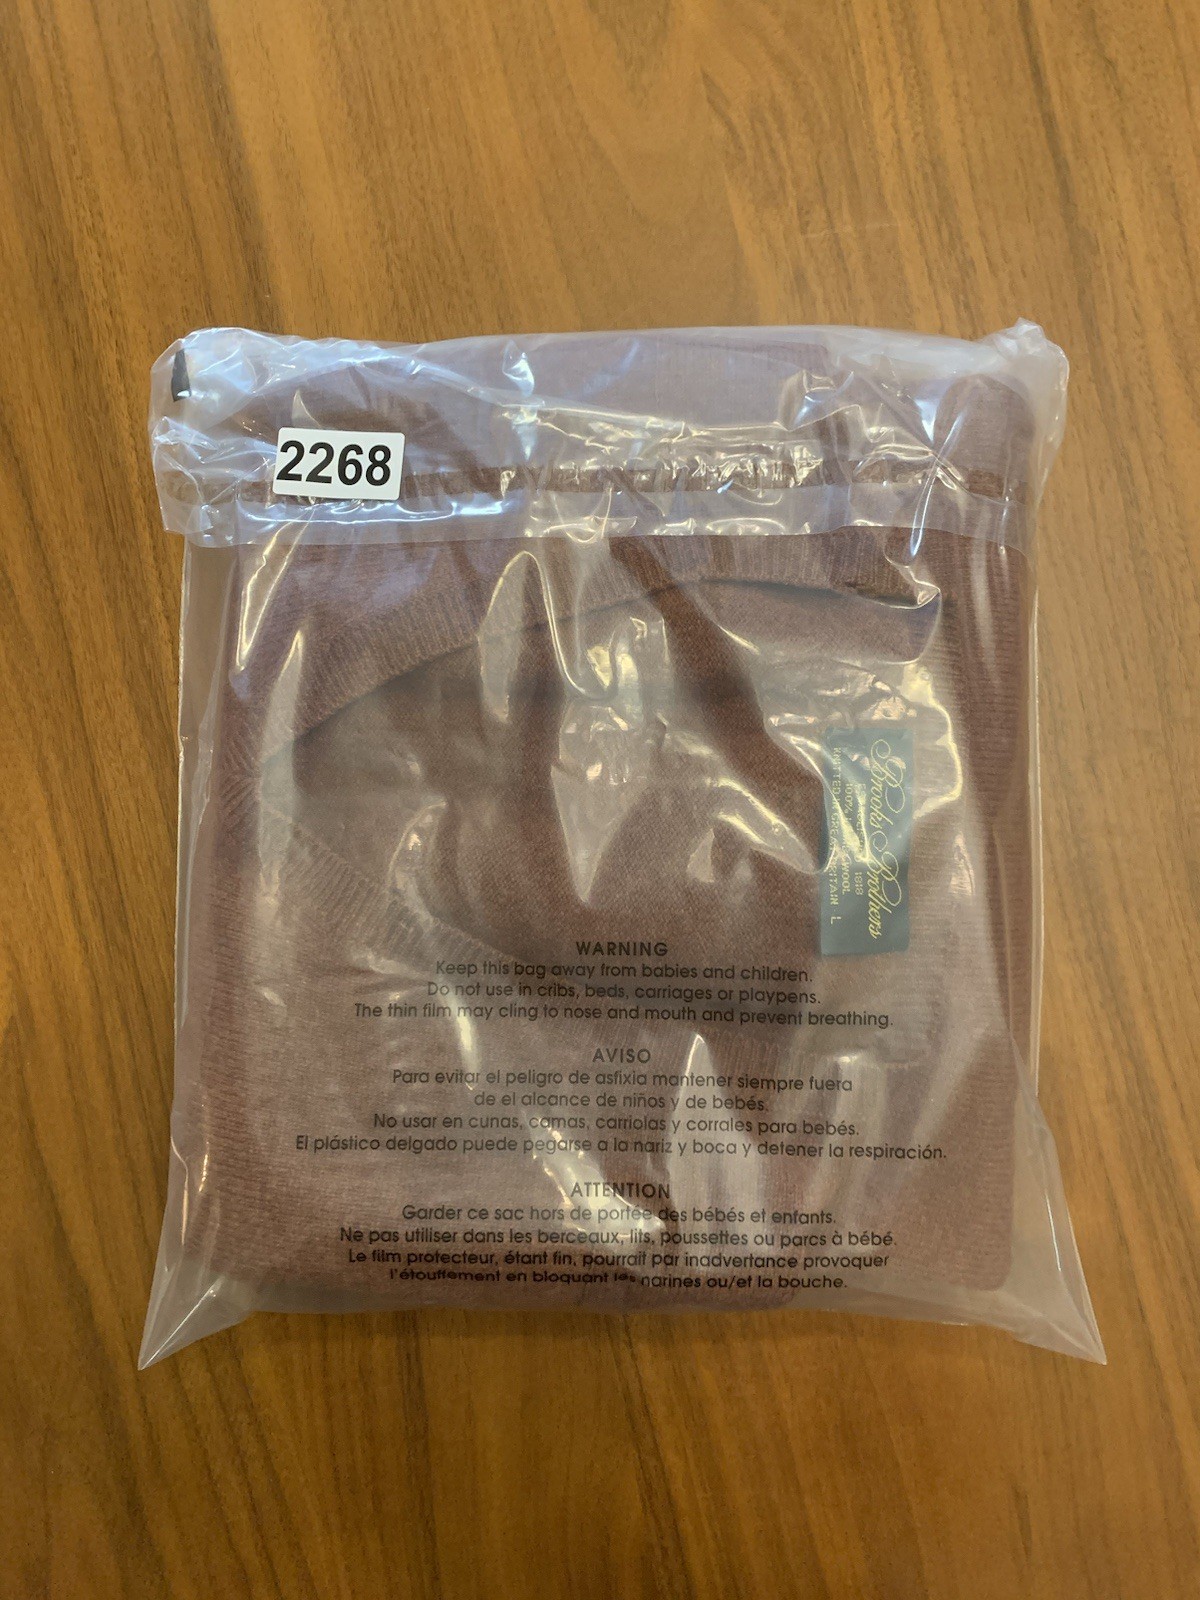 2268
Brooks Brothers
1818
100% WOOL
KNITTED IN GREAT BRITAIN L
WARNING
Keep this bag away from babies and children.
Do not use in cribs, beds, carriages or playpens.
The thin film may cling to nose and mouth and prevent breathing.
AVISO
Para evitar el peligro de asfixia mantener siempre fuera
de el alcance de niños y de bebés.
No usar en cunas, camas, carriolas y corrales para bebés.
El plástico delgado puede pegarse a la nariz y boca y detener la respiración.
ATTENTION
Garder ce sac hors de portée des bébés et enfants.
Ne pas utiliser dans les berceaux, lits, poussettes ou parcs à bébé.
Le film protecteur, étant fin, pourrait par inadvertance provoquer
l'étouffement en bloquant les narines ou/et la bouche.